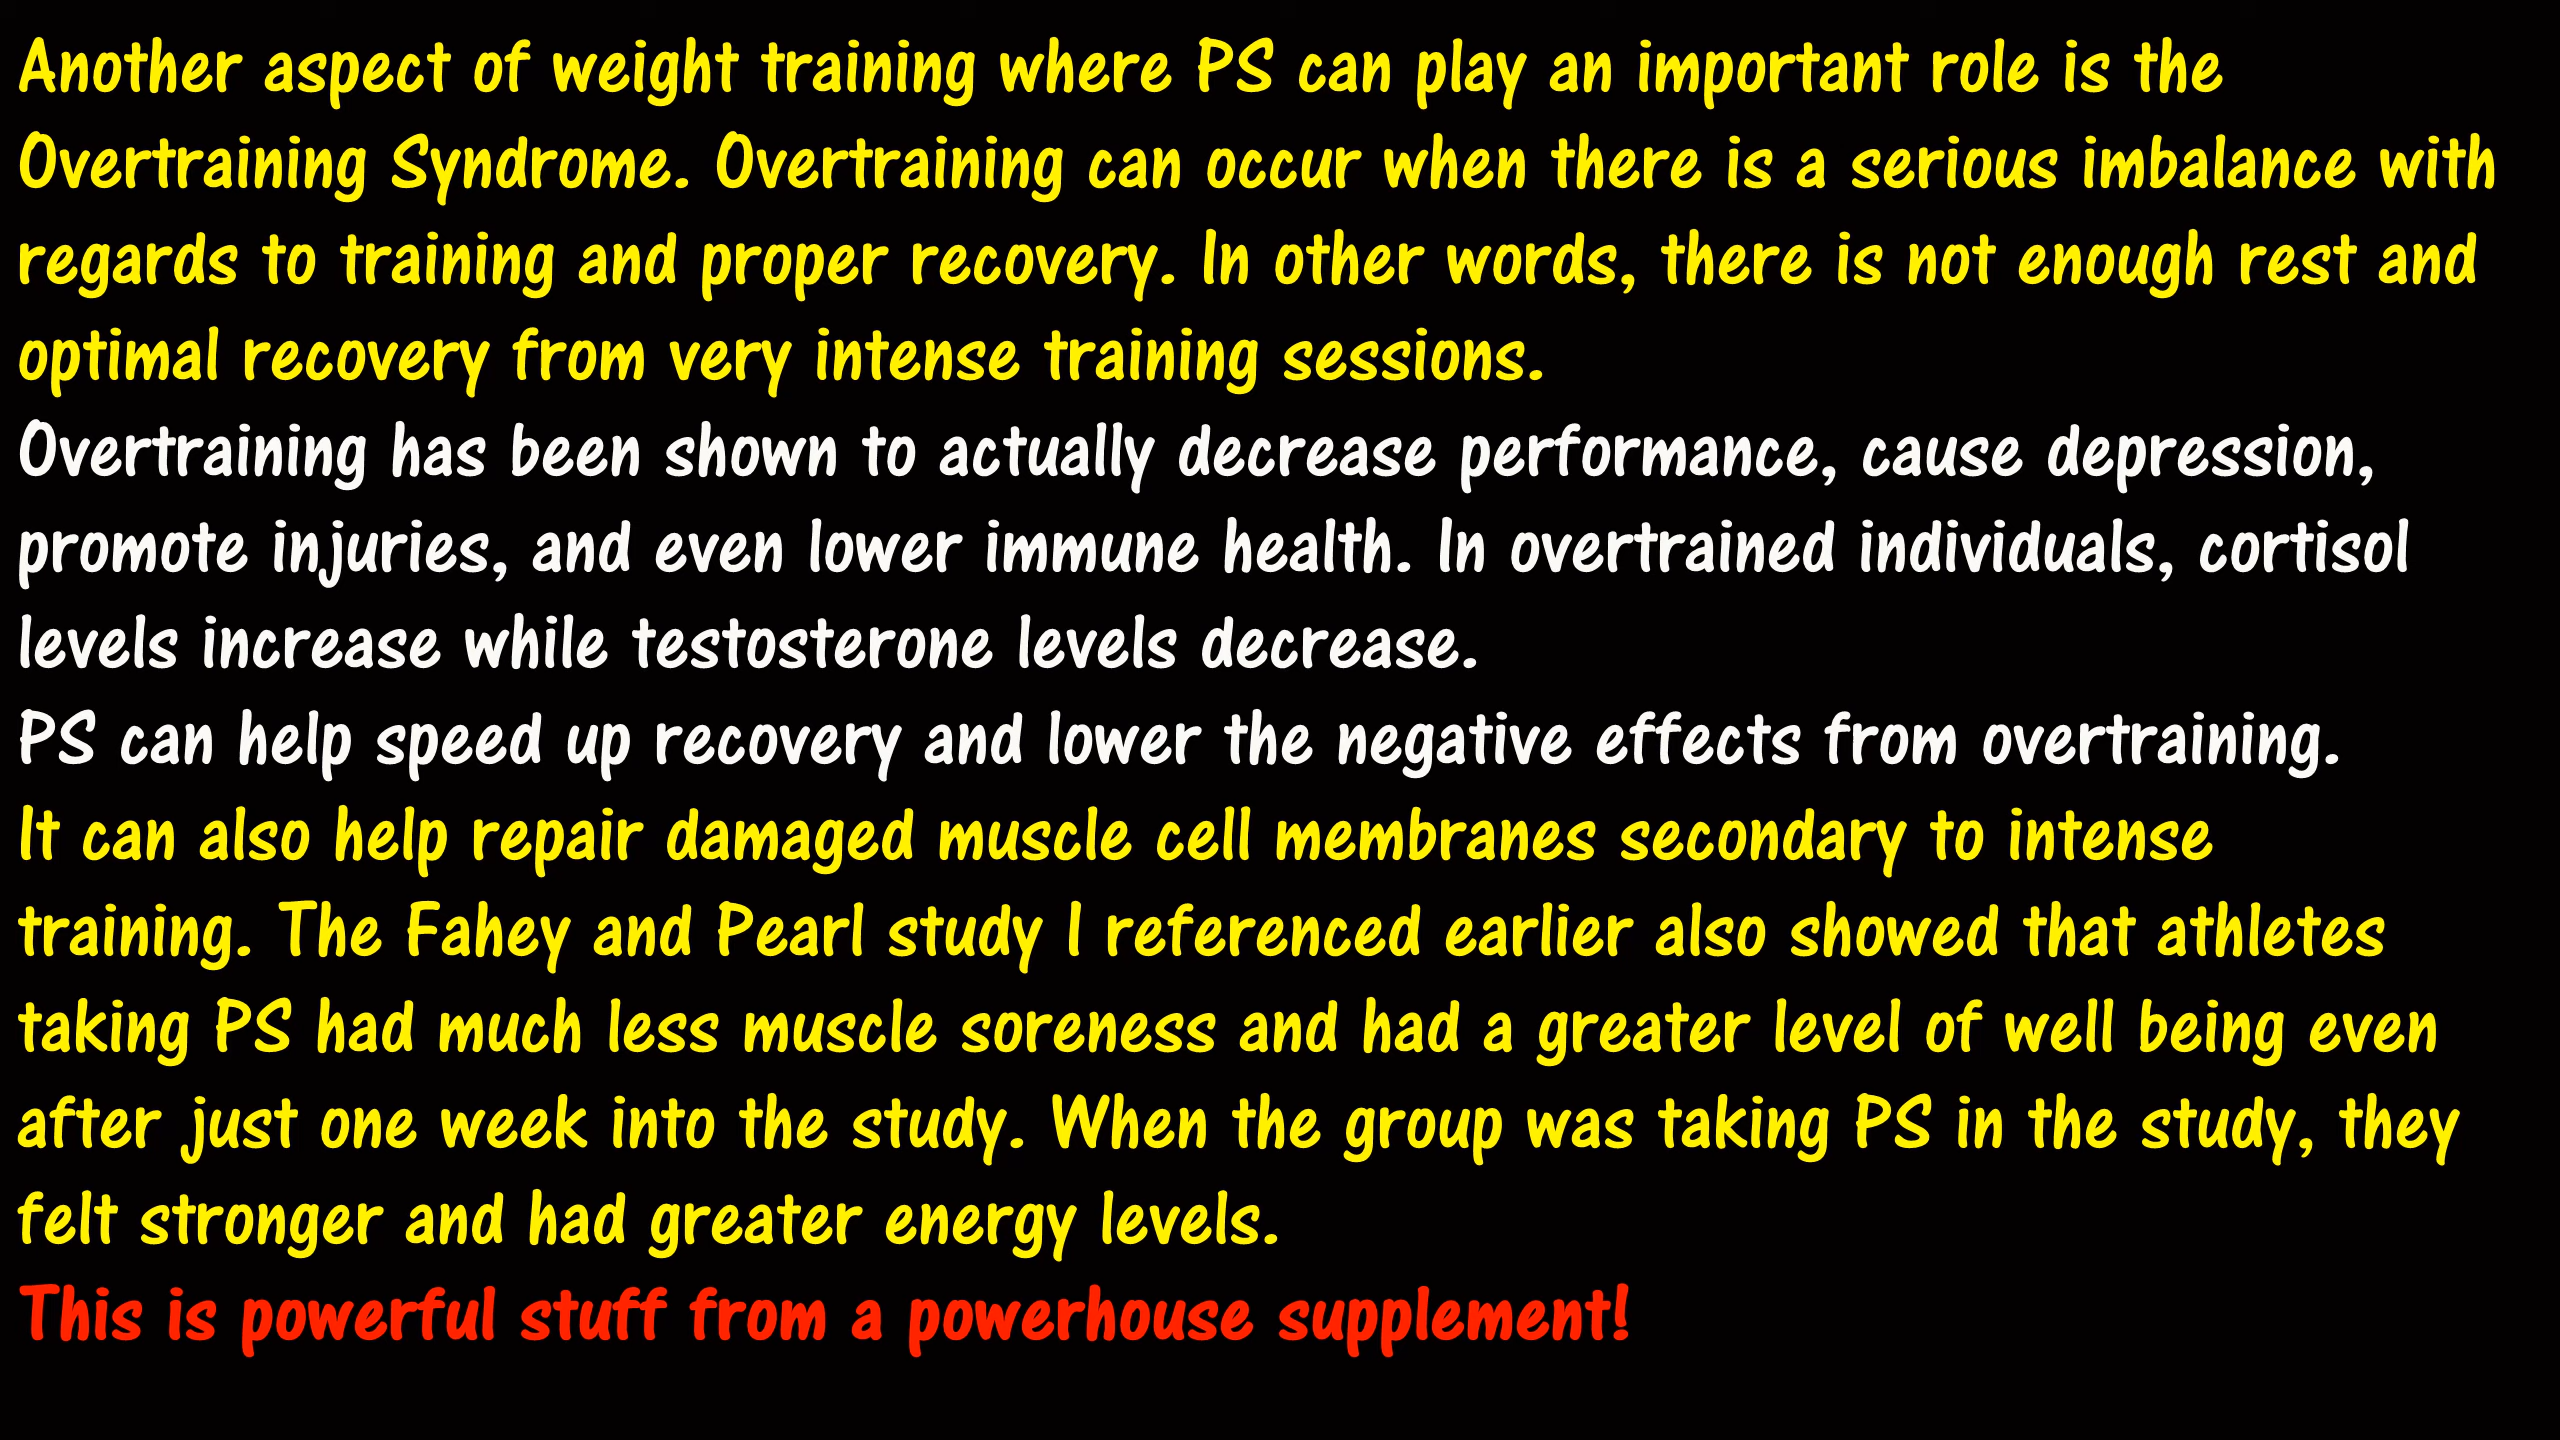 Another aspect of weight training where PS can play an important role is the
Overtraining Syndrome. Overtraining can occur when there is a serious imbalance with
regards to training and proper recovery. In other words, there is not enough rest and
optimal recovery from very intense training sessions.
Overtraining has been shown to actually decrease performance, cause depression,
promote injuries, and even lower immune health. In overtrained individuals, cortisol
levels increase while testosterone levels decrease.
PS can help speed up recovery and lower the negative effects from overtraining.
It can also help repair damaged muscle cell membranes secondary to intense
training. The Fahey and Pearl study I referenced earlier also showed that athletes
taking PS had much less muscle soreness and had a greater level of well being even
after just one week into the study. When the group was taking PS in the study, they
felt stronger and had greater energy levels.
This is powerful stuff from a powerhouse supplement!